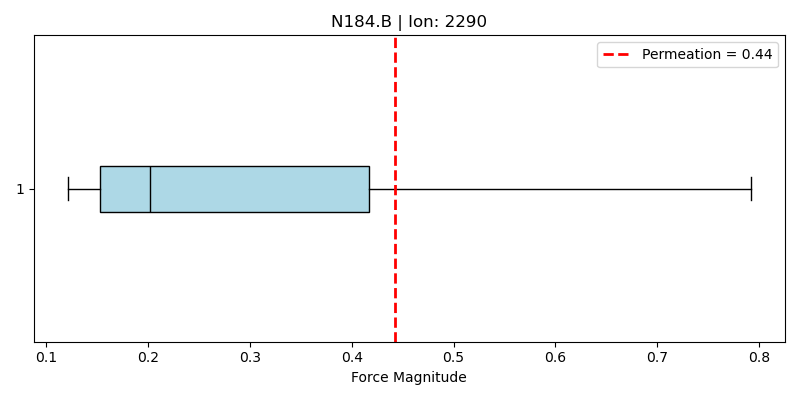 N184.B | Ion: 2290
Permeation = 0.44
1
0.1 0.2 0.3 0.4 0.5 0.6 0.7 0.8
Force Magnitude